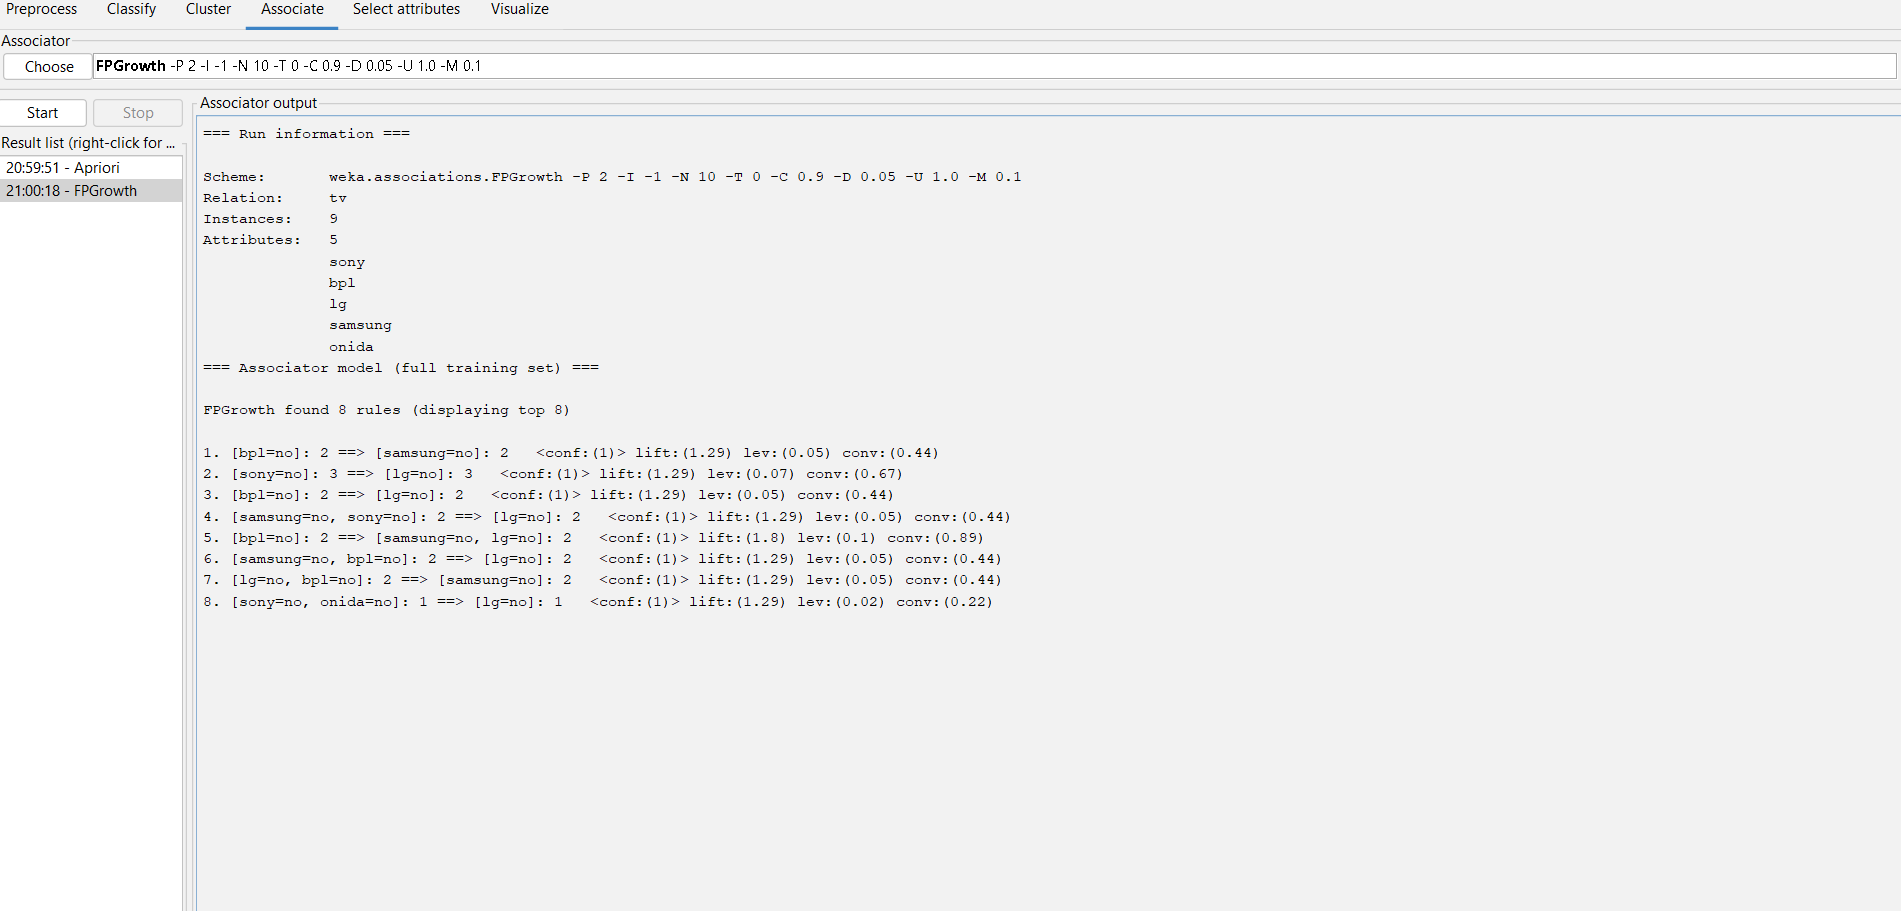 Preprocess Classify Cluster Associate Select attributes Visualize
Associator
Choose FPGrowth -P 2 -I -1 -N 10 -T 0 -C 0.9 -D 0.05 -U 1.0 -M 0.1
Start Stop
Result list (right-click for ...
20:59:51 - Apriori
21:00:18 - FPGrowth
Associator output
=== Run information ===
Scheme: weka.associations.FPGrowth -P 2 -I -1 -N 10 -T 0 -C 0.9 -D 0.05 -U 1.0 -M 0.1
Relation: tv
Instances: 9
Attributes: 5
sony
bpl
lg
samsung
onida
=== Associator model (full training set) ===
FPGrowth found 8 rules (displaying top 8)
1. [bpl=no]: 2 ==> [samsung=no]: 2 <conf:(1)> lift:(1.29) lev:(0.05) conv:(0.44)
2. [sony=no]: 3 ==> [lg=no]: 3 <conf:(1)> lift:(1.29) lev:(0.07) conv:(0.67)
3. [bpl=no]: 2 ==> [lg=no]: 2 <conf:(1)> lift:(1.29) lev:(0.05) conv:(0.44)
4. [samsung=no, sony=no]: 2 ==> [lg=no]: 2 <conf:(1)> lift:(1.29) lev:(0.05) conv:(0.44)
5. [bpl=no]: 2 ==> [samsung=no, lg=no]: 2 <conf:(1)> lift:(1.8) lev:(0.1) conv:(0.89)
6. [samsung=no, bpl=no]: 2 ==> [lg=no]: 2 <conf:(1)> lift:(1.29) lev:(0.05) conv:(0.44)
7. [lg=no, bpl=no]: 2 ==> [samsung=no]: 2 <conf:(1)> lift:(1.29) lev:(0.05) conv:(0.44)
8. [sony=no, onida=no]: 1 ==> [lg=no]: 1 <conf:(1)> lift:(1.29) lev:(0.02) conv:(0.22)